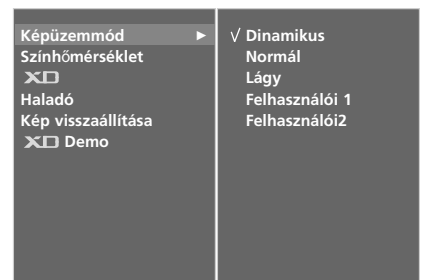 Képüzemmód ►
Színhőmérséklet
XD
Haladó
Kép visszaállítása
XD Demo
√ Dinamikus
Normál
Lágy
Felhasználói 1
Felhasználói2